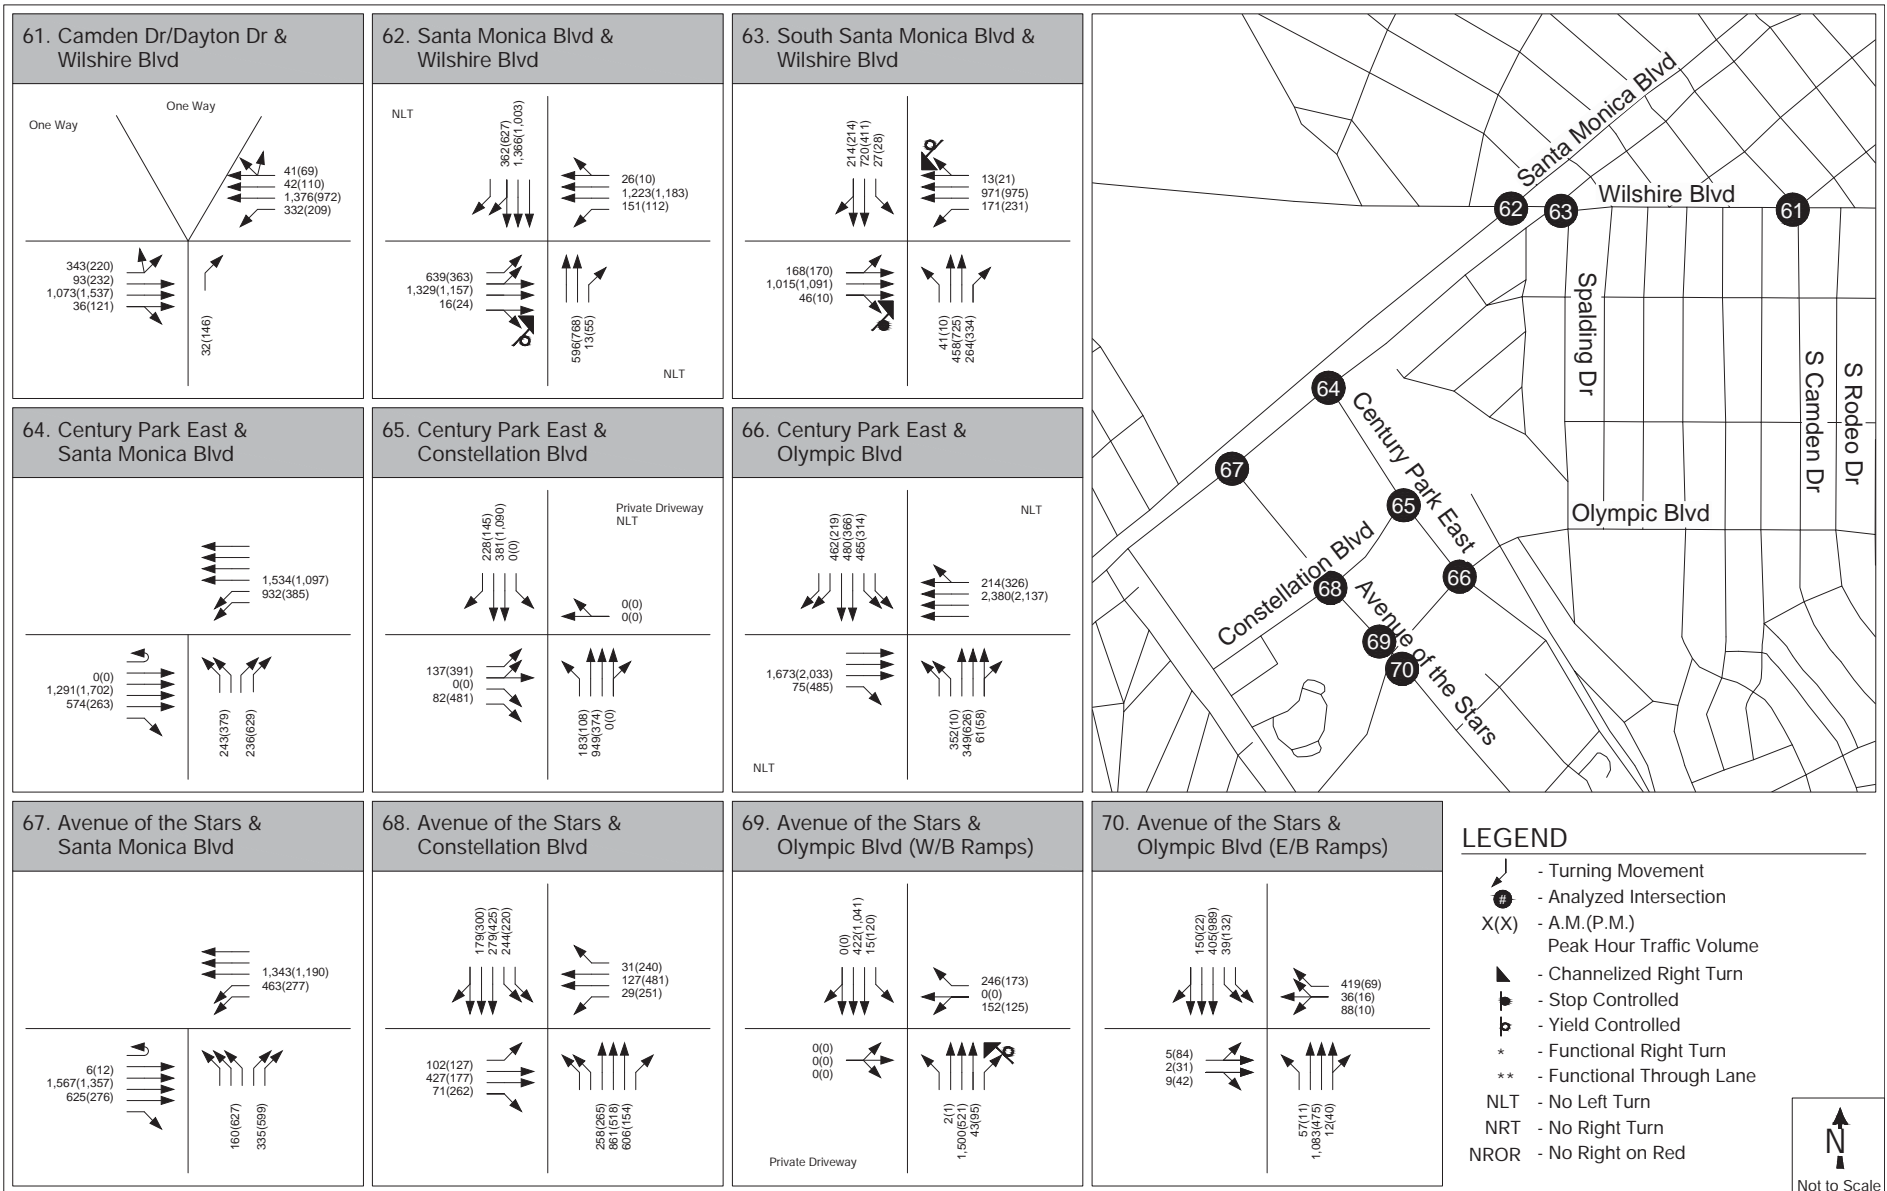 61. Camden Dr/Dayton Dr &
Wilshire Blvd
One Way
One Way
41(69)
42(110)
1,376(972)
332(209)
343(220)
93(232)
1,073(1,537)
36(121)
32(146)
62. Santa Monica Blvd &
Wilshire Blvd
NLT
362(627)
1,366(1,003)
26(10)
1,223(1,183)
151(112)
639(363)
1,329(1,157)
16(24)
596(768)
13(55)
NLT
63. South Santa Monica Blvd &
Wilshire Blvd
214(214)
720(411)
27(28)
13(21)
971(975)
171(231)
168(170)
1,015(1,091)
46(10)
41(10)
458(725)
264(334)
64. Century Park East &
Santa Monica Blvd
1,534(1,097)
932(385)
0(0)
1,291(1,702)
574(263)
243(379)
236(629)
65. Century Park East &
Constellation Blvd
228(145)
381(1,090)
0(0)
Private Driveway
NLT
0(0)
0(0)
137(391)
0(0)
82(481)
183(108)
949(374)
0(0)
66. Century Park East &
Olympic Blvd
462(219)
480(366)
465(314)
NLT
214(326)
2,380(2,137)
1,673(2,033)
75(485)
352(10)
349(626)
61(58)
NLT
67. Avenue of the Stars &
Santa Monica Blvd
1,343(1,190)
463(277)
6(12)
1,567(1,357)
625(276)
160(627)
335(599)
68. Avenue of the Stars &
Constellation Blvd
179(300)
279(425)
244(220)
31(240)
127(481)
29(251)
102(127)
427(177)
71(262)
258(265)
861(518)
606(154)
69. Avenue of the Stars &
Olympic Blvd (W/B Ramps)
0(0)
422(1,041)
15(120)
246(173)
0(0)
152(125)
0(0)
0(0)
0(0)
2(1)
1,500(521)
43(95)
Private Driveway
70. Avenue of the Stars &
Olympic Blvd (E/B Ramps)
150(22)
405(989)
39(132)
419(69)
36(16)
88(10)
5(84)
2(31)
9(42)
57(11)
1,083(475)
12(40)
Santa Monica Blvd
Wilshire Blvd
62
63
61
Spalding Dr
S Camden Dr
S Rodeo Dr
64
Century Park East
67
65
Olympic Blvd
Constellation Blvd
66
68
Avenue of the Stars
69
70
LEGEND
- Turning Movement
# - Analyzed Intersection
X(X) - A.M.(P.M.)
Peak Hour Traffic Volume
- Channelized Right Turn
- Stop Controlled
- Yield Controlled
* - Functional Right Turn
** - Functional Through Lane
NLT - No Left Turn
NRT - No Right Turn
NROR - No Right on Red
N
Not to Scale